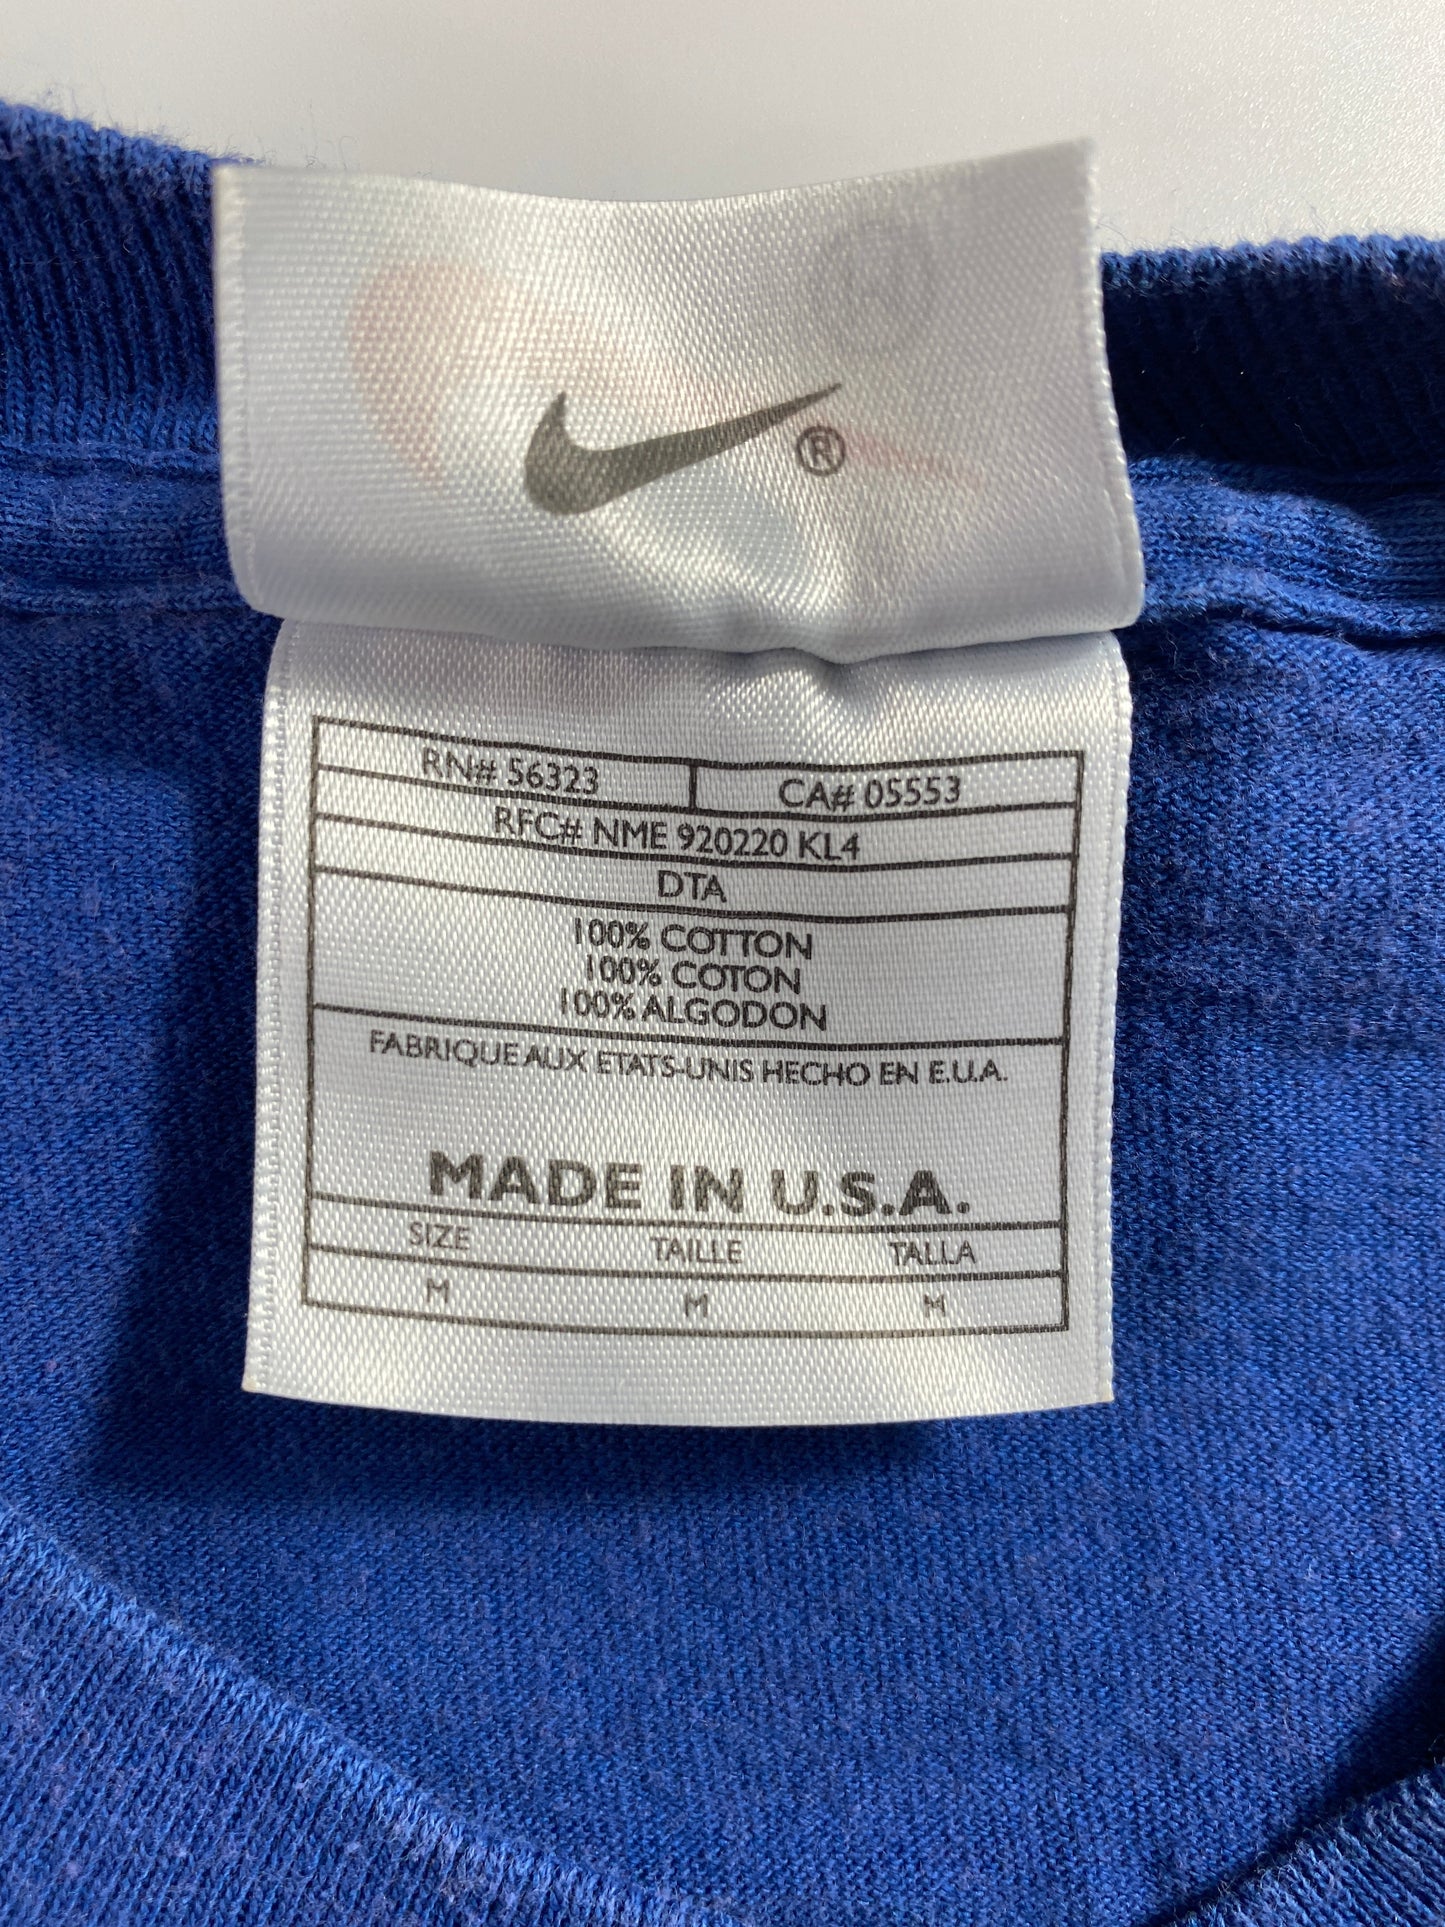 ®
RN# 56323 CA# 05553
RFC# NME 920220 KL4
DTA
100% COTTON
100% COTON
100% ALGODON
FABRIQUE AUX ETATS-UNIS HECHO EN E.U.A.
MADE IN U.S.A.
SIZE TAILLE TALLA
M M M